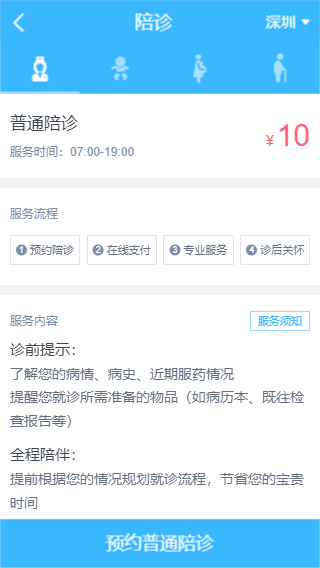 陪诊
深圳
普通陪诊
服务时间：07:00-19:00
¥10
服务流程
1 预约陪诊 2 在线支付 3 专业服务 4 诊后关怀
服务内容
服务须知
诊前提示：
了解您的病情、病史、近期服药情况
提醒您就诊所需准备的物品（如病历本、既往检
查报告等）
全程陪伴：
提前根据您的情况规划就诊流程，节省您的宝贵
时间
预约普通陪诊